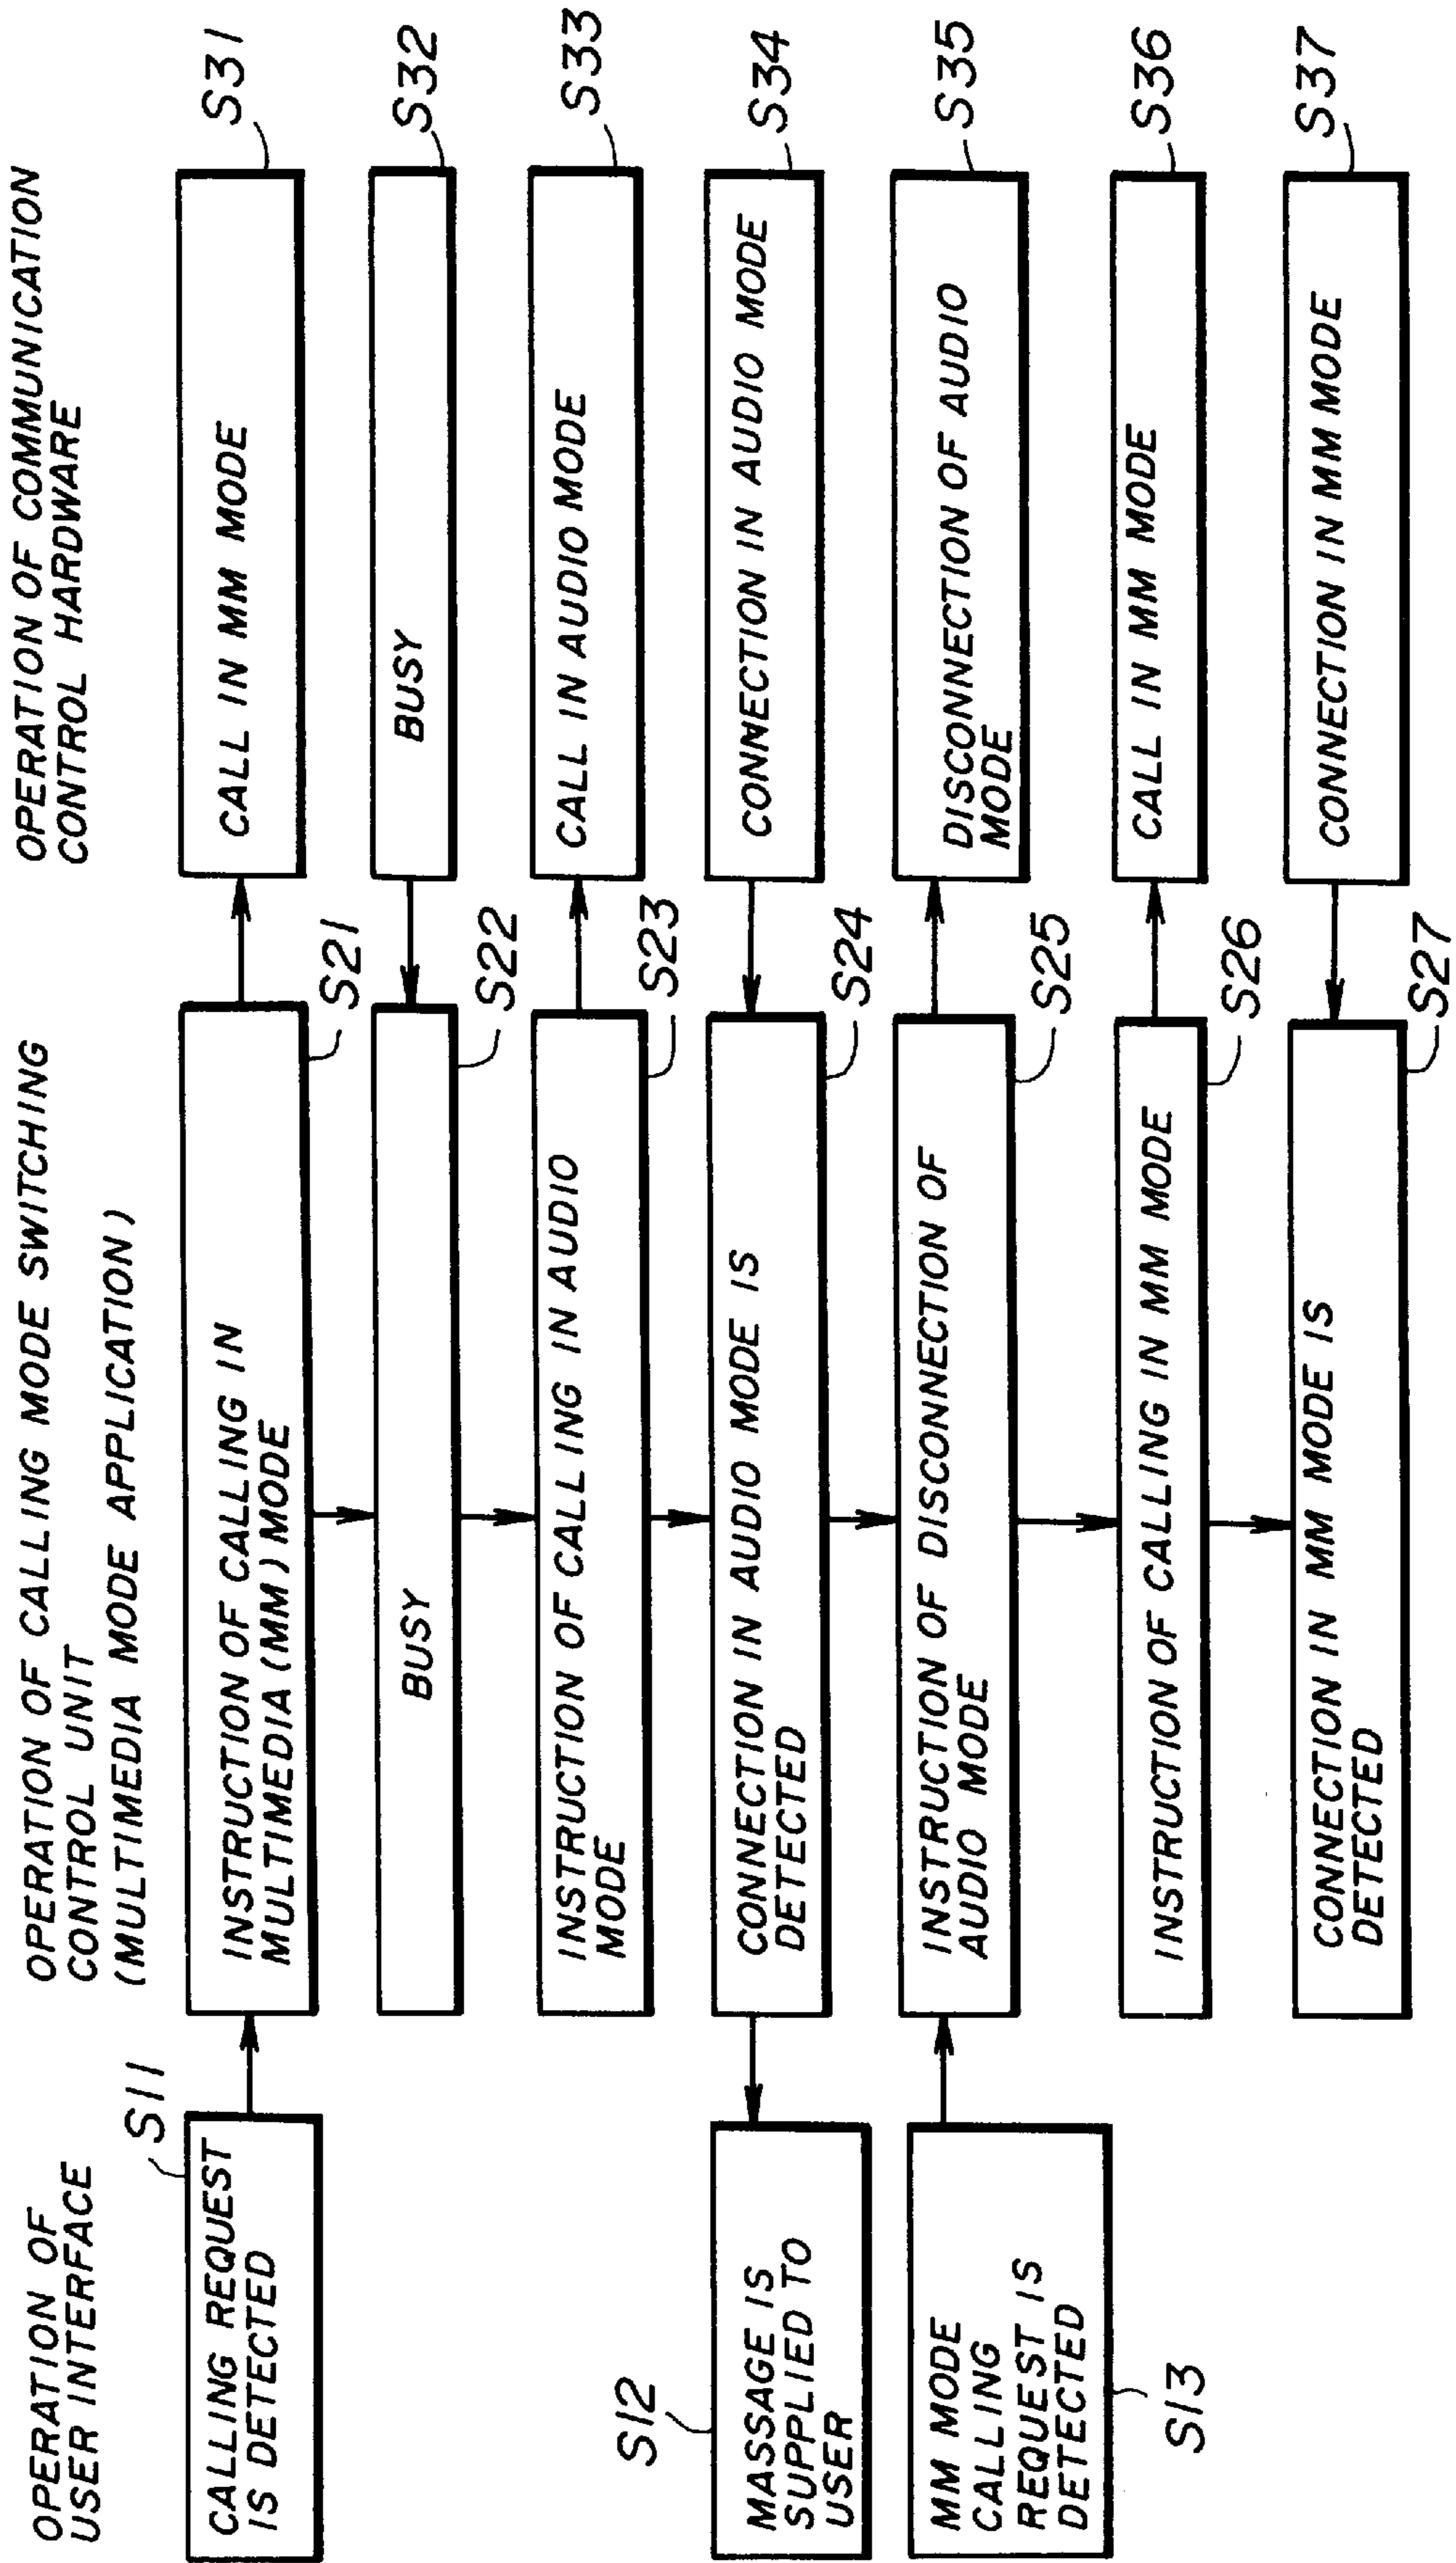 OPERATION OF
USER INTERFACE
OPERATION OF CALLING MODE SWITCHING
CONTROL UNIT
(MULTIMEDIA MODE APPLICATION)
OPERATION OF COMMUNICATION
CONTROL HARDWARE
S11
CALLING REQUEST
IS DETECTED
INSTRUCTION OF CALLING IN
MULTIMEDIA (MM) MODE
S21
CALL IN MM MODE
S31
BUSY
S22
BUSY
S32
INSTRUCTION OF CALLING IN AUDIO
MODE
S23
CALL IN AUDIO MODE
S33
S12
MASSAGE IS
SUPPLIED TO
USER
CONNECTION IN AUDIO MODE IS
DETECTED
S24
CONNECTION IN AUDIO MODE
S34
MM MODE
CALLING
REQUEST IS
DETECTED
S13
INSTRUCTION OF DISCONNECTION OF
AUDIO MODE
S25
DISCONNECTION OF AUDIO
MODE
S35
INSTRUCTION OF CALLING IN MM MODE
S26
CALL IN MM MODE
S36
CONNECTION IN MM MODE IS
DETECTED
S27
CONNECTION IN MM MODE
S37